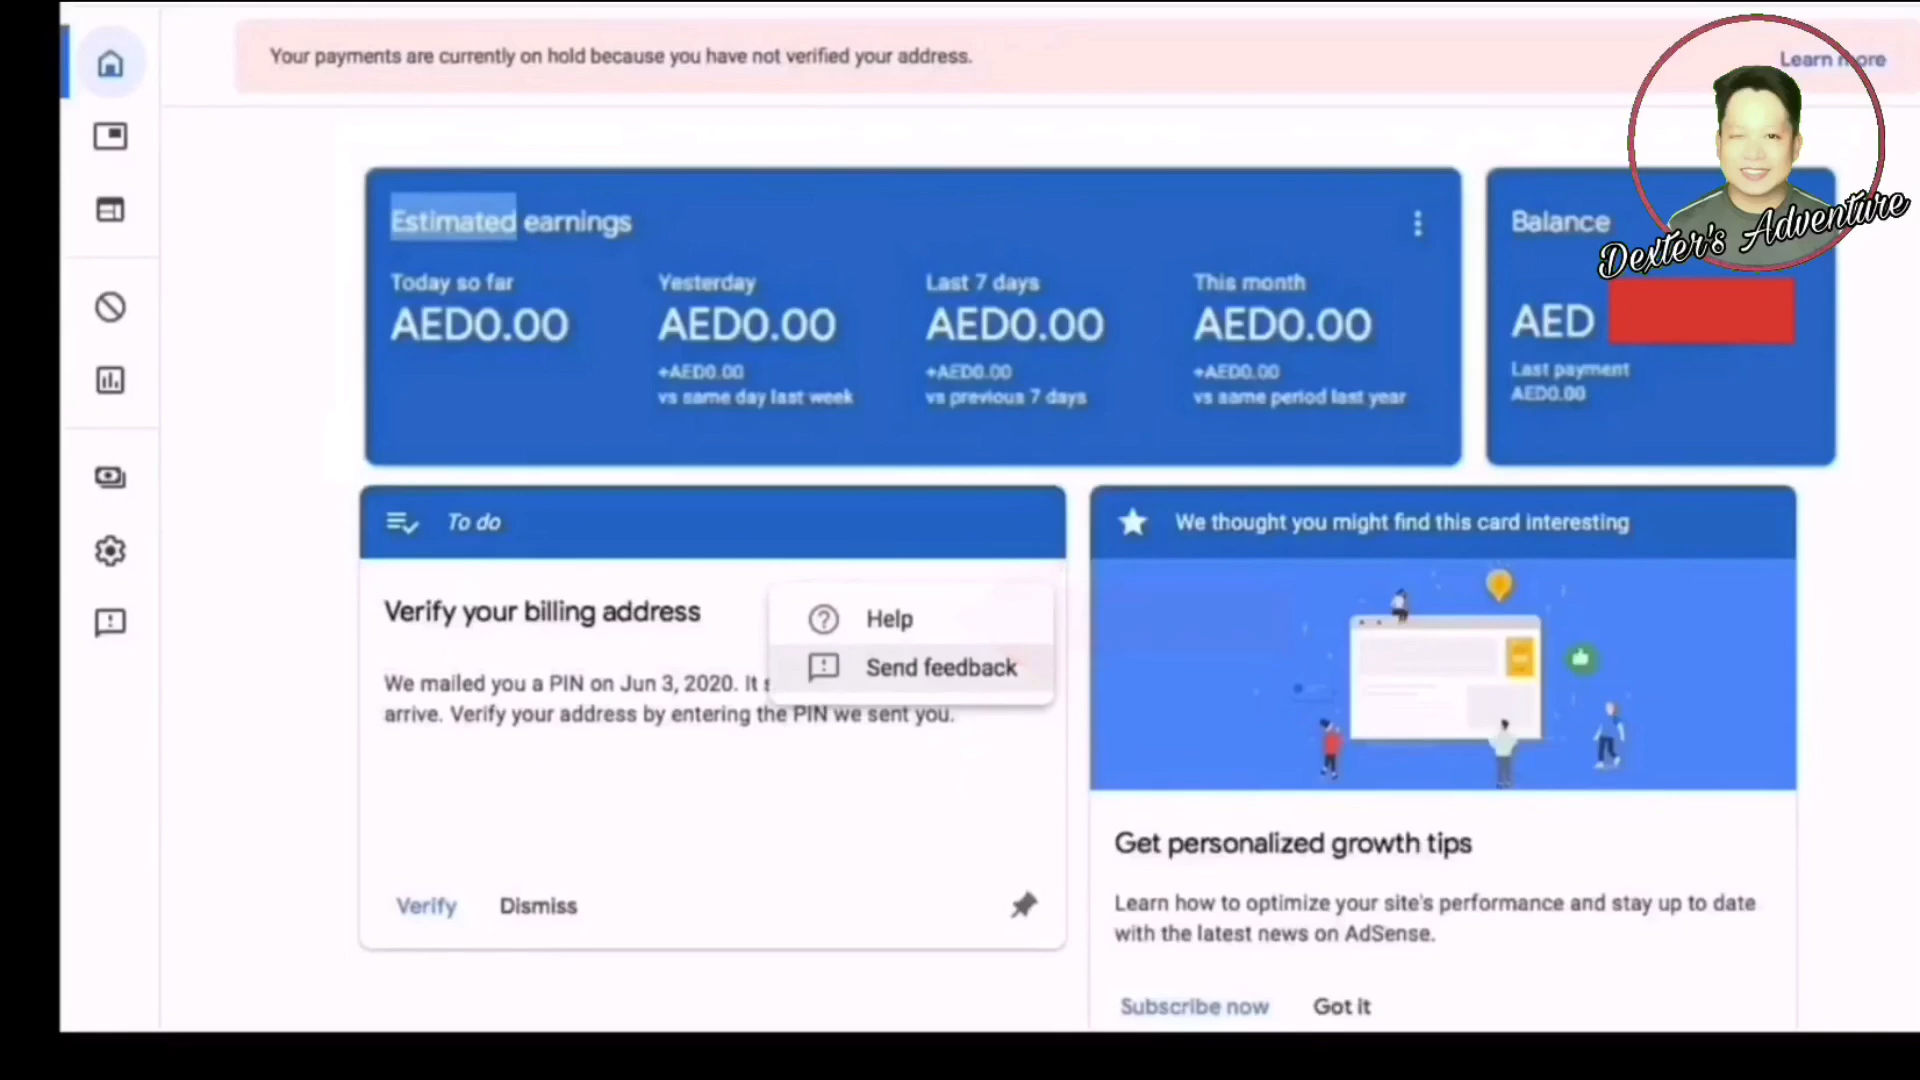 Your payments are currently on hold because you have not verified your address.
Learn more
Dexter's Adventure
Estimated earnings
Today so far
AED0.00
Yesterday
AED0.00
+AED0.00
vs same day last week
Last 7 days
AED0.00
+AED0.00
vs previous 7 days
This month
AED0.00
+AED0.00
vs same period last year
Balance
AED
Last payment
AED0.00
To do
Verify your billing address
Help
Send feedback
We mailed you a PIN on Jun 3, 2020. It
arrive. Verify your address by entering the PIN we sent you.
Verify
Dismiss
We thought you might find this card interesting
Get personalized growth tips
Learn how to optimize your site's performance and stay up to date
with the latest news on AdSense.
Subscribe now
Got it